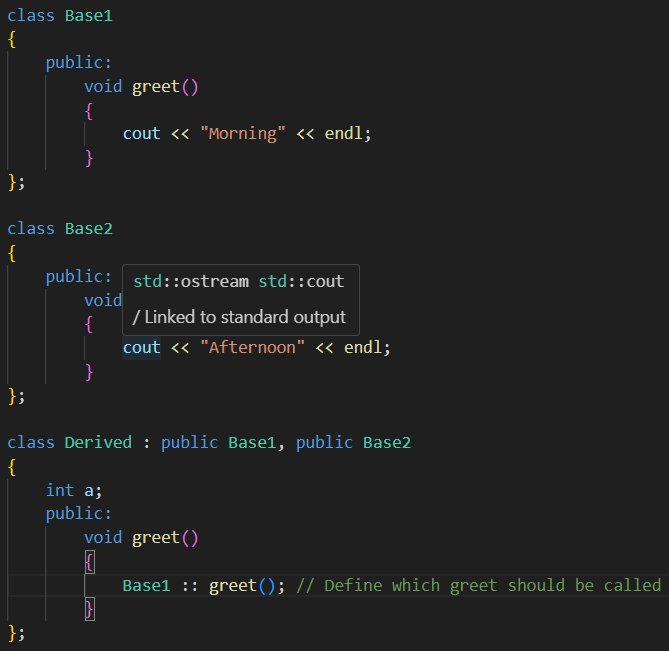 class Base1
{
    public:
        void greet()
        {
            cout << "Morning" << endl;
        }
};

class Base2
{
    public:
        void
std::ostream std::cout
/ Linked to standard output
        {
            cout << "Afternoon" << endl;
        }
};

class Derived : public Base1, public Base2
{
    int a;
    public:
        void greet()
        {
            Base1 :: greet(); // Define which greet should be called
        }
};